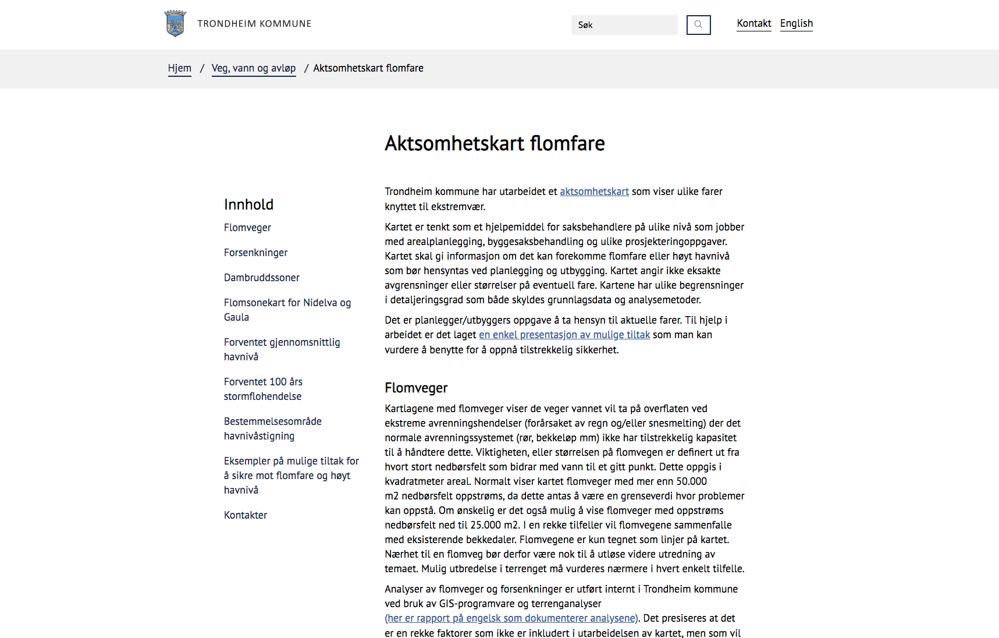 TRONDHEIM KOMMUNE
Søk
Kontakt English
Hjem / Veg, vann og avløp / Aktsomhetskart flomfare
Aktsomhetskart flomfare
Innhold
Flomveger
Forsenkninger
Dambruddssoner
Flomsonekart for Nidelva og
Gaula
Forventet gjennomsnittlig
havnivå
Forventet 100 års
stormflohendelse
Bestemmelsesområde
havnivåstigning
Eksempler på mulige tiltak for
å sikre mot flomfare og høyt
havnivå
Kontakter
Trondheim kommune har utarbeidet et aktsomhetskart som viser ulike farer
knyttet til ekstremvær.
Kartet er tenkt som et hjelpemiddel for saksbehandlere på ulike nivå som jobber
med arealplanlegging, byggesaksbehandling og ulike prosjekteringoppgaver.
Kartet skal gi informasjon om det kan forekomme flomfare eller høyt havnivå
som bør hensyntas ved planlegging og utbygging. Kartet angir ikke eksakte
avgrensninger eller størrelser på eventuell fare. Kartene har ulike begrensninger
i detaljeringsgrad som både skyldes grunnlagsdata og analysemetoder.
Det er planlegger/utbyggers oppgave å ta hensyn til aktuelle farer. Til hjelp i
arbeidet er det laget en enkel presentasjon av mulige tiltak som man kan
vurdere å benytte for å oppnå tilstrekkelig sikkerhet.
Flomveger
Kartlagene med flomveger viser de veger vannet vil ta på overflaten ved
ekstreme avrenningshendelser (forårsaket av regn og/eller snesmelting) der det
normale avrenningssystemet (rør, bekkeløp mm) ikke har tilstrekkelig kapasitet
til å håndtere dette. Viktigheten, eller størrelsen på flomvegen er definert ut fra
hvort stort nedbørsfelt som bidrar med vann til et gitt punkt. Dette oppgis i
kvadratmeter areal. Normalt viser kartet flomveger med mer enn 50.000
m2 nedbørsfelt oppstrøms, da dette antas å være en grenseverdi hvor problemer
kan oppstå. Om ønskelig er det også mulig å vise flomveger med oppstrøms
nedbørsfelt ned til 25.000 m2. I en rekke tilfeller vil flomvegene sammenfalle
med eksisterende bekkedaler. Flomvegene er kun tegnet som linjer på kartet.
Nærhet til en flomveg bør derfor være nok til å utløse videre utredning av
temaet. Mulig utbredelse i terrenget må vurderes nærmere i hvert enkelt tilfelle.
Analyser av flomveger og forsenkninger er utført internt i Trondheim kommune
ved bruk av GIS-programvare og terrenganalyser
(her er rapport på engelsk som dokumenterer analysene). Det presiseres at det
er en rekke faktorer som ikke er inkludert i utarbeidelsen av kartet, men som vil